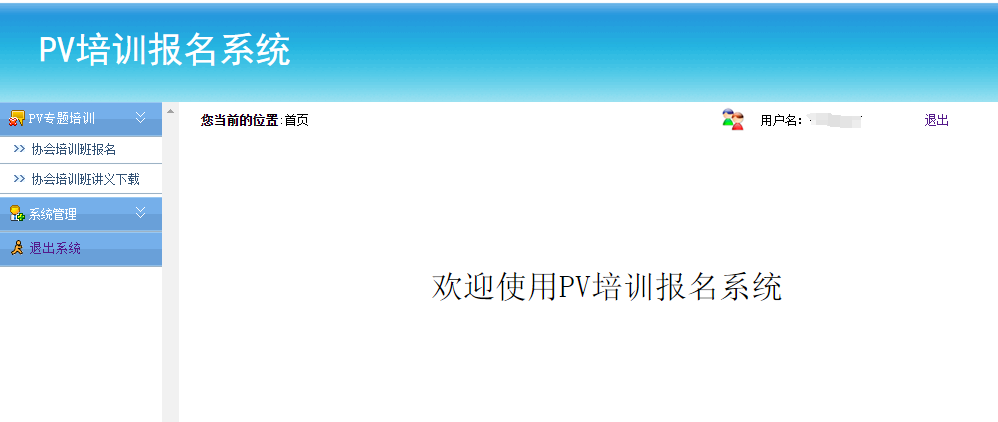 PV培训报名系统
PV专题培训
协会培训班报名
协会培训班讲义下载
系统管理
退出系统
您当前的位置:首页
用户名:
退出
欢迎使用PV培训报名系统